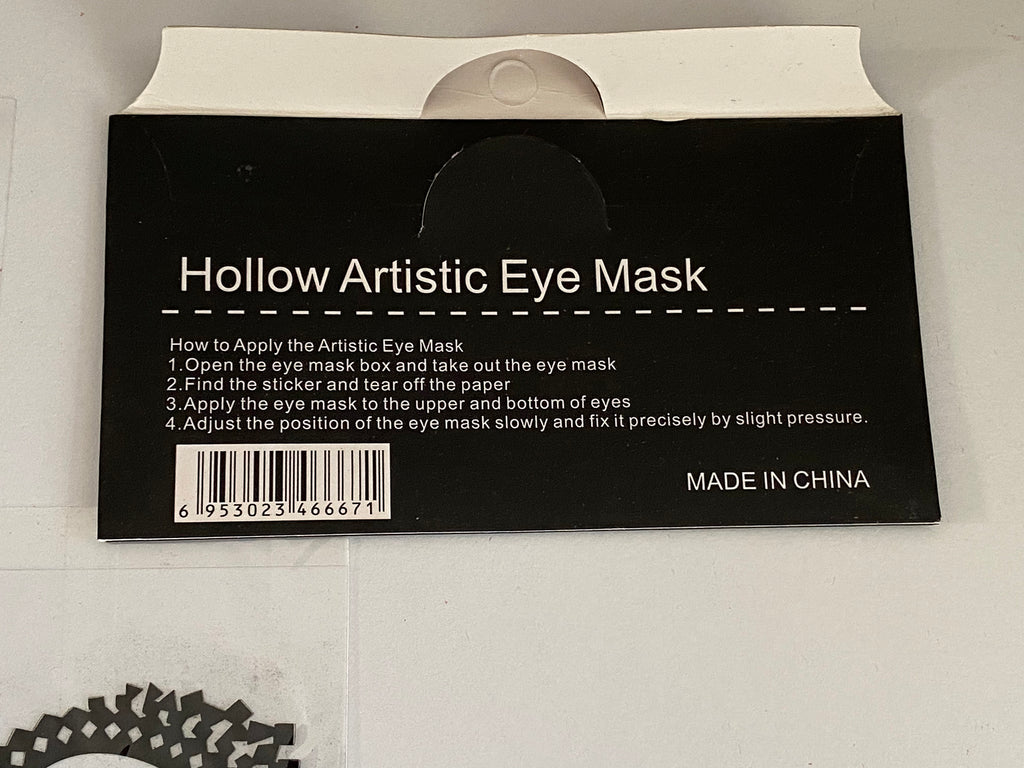 Hollow Artistic Eye Mask
How to Apply the Artistic Eye Mask
1.Open the eye mask box and take out the eye mask
2.Find the sticker and tear off the paper
3.Apply the eye mask to the upper and bottom of eyes
4.Adjust the position of the eye mask slowly and fix it precisely by slight pressure.
MADE IN CHINA
6 953023 466671